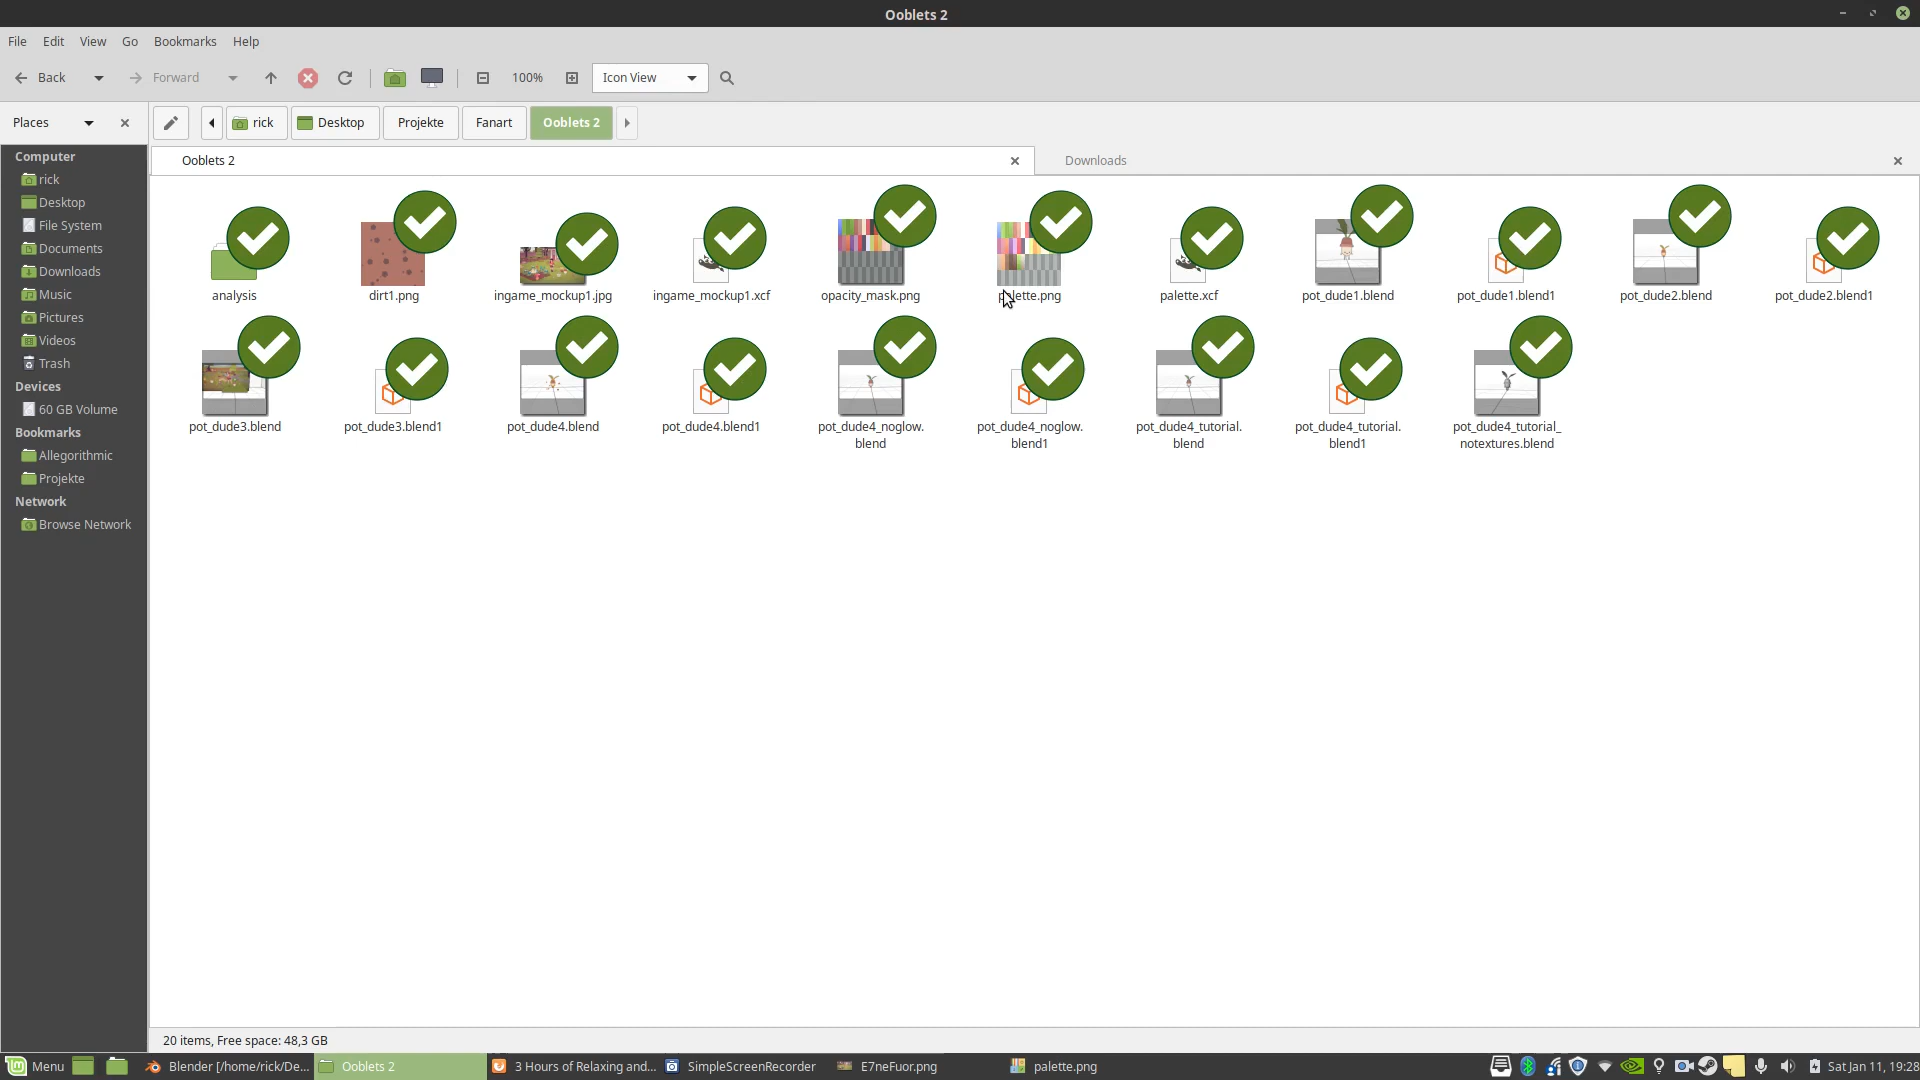 Ooblets 2
File Edit View Go Bookmarks Help
Back Forward 100% Icon View
Places rick Desktop Projekte Fanart Ooblets 2
Ooblets 2 Downloads
Computer
rick
Desktop
File System
Documents
Downloads
Music
Pictures
Videos
Trash
Devices
60 GB Volume
Bookmarks
Allegorithmic
Projekte
Network
Browse Network
analysis dirt1.png ingame_mockup1.jpg ingame_mockup1.xcf opacity_mask.png palette.png palette.xcf pot_dude1.blend pot_dude1.blend1 pot_dude2.blend pot_dude2.blend1
pot_dude3.blend pot_dude3.blend1 pot_dude4.blend pot_dude4.blend1 pot_dude4_noglow. pot_dude4_noglow. pot_dude4_tutorial. pot_dude4_tutorial. pot_dude4_tutorial_
blend blend1 blend blend1 notextures.blend
20 items, Free space: 48,3 GB
Menu Blender [/home/rick/De... Ooblets 2 3 Hours of Relaxing and... SimpleScreenRecorder E7neFuor.png palette.png Sat Jan 11, 19:28